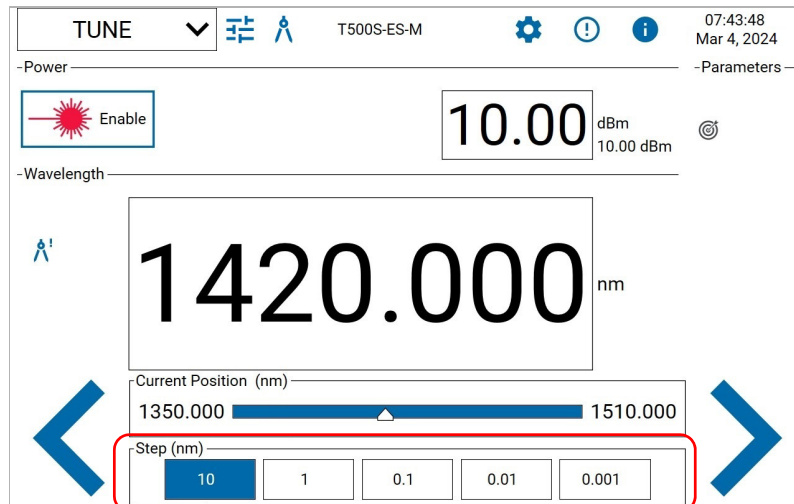 TUNE T500S-ES-M 07:43:48
Mar 4, 2024
Power Parameters
Enable 10.00 dBm
10.00 dBm
Wavelength
1420.000 nm
Current Position (nm)
1350.000 1510.000
Step (nm)
10 1 0.1 0.01 0.001